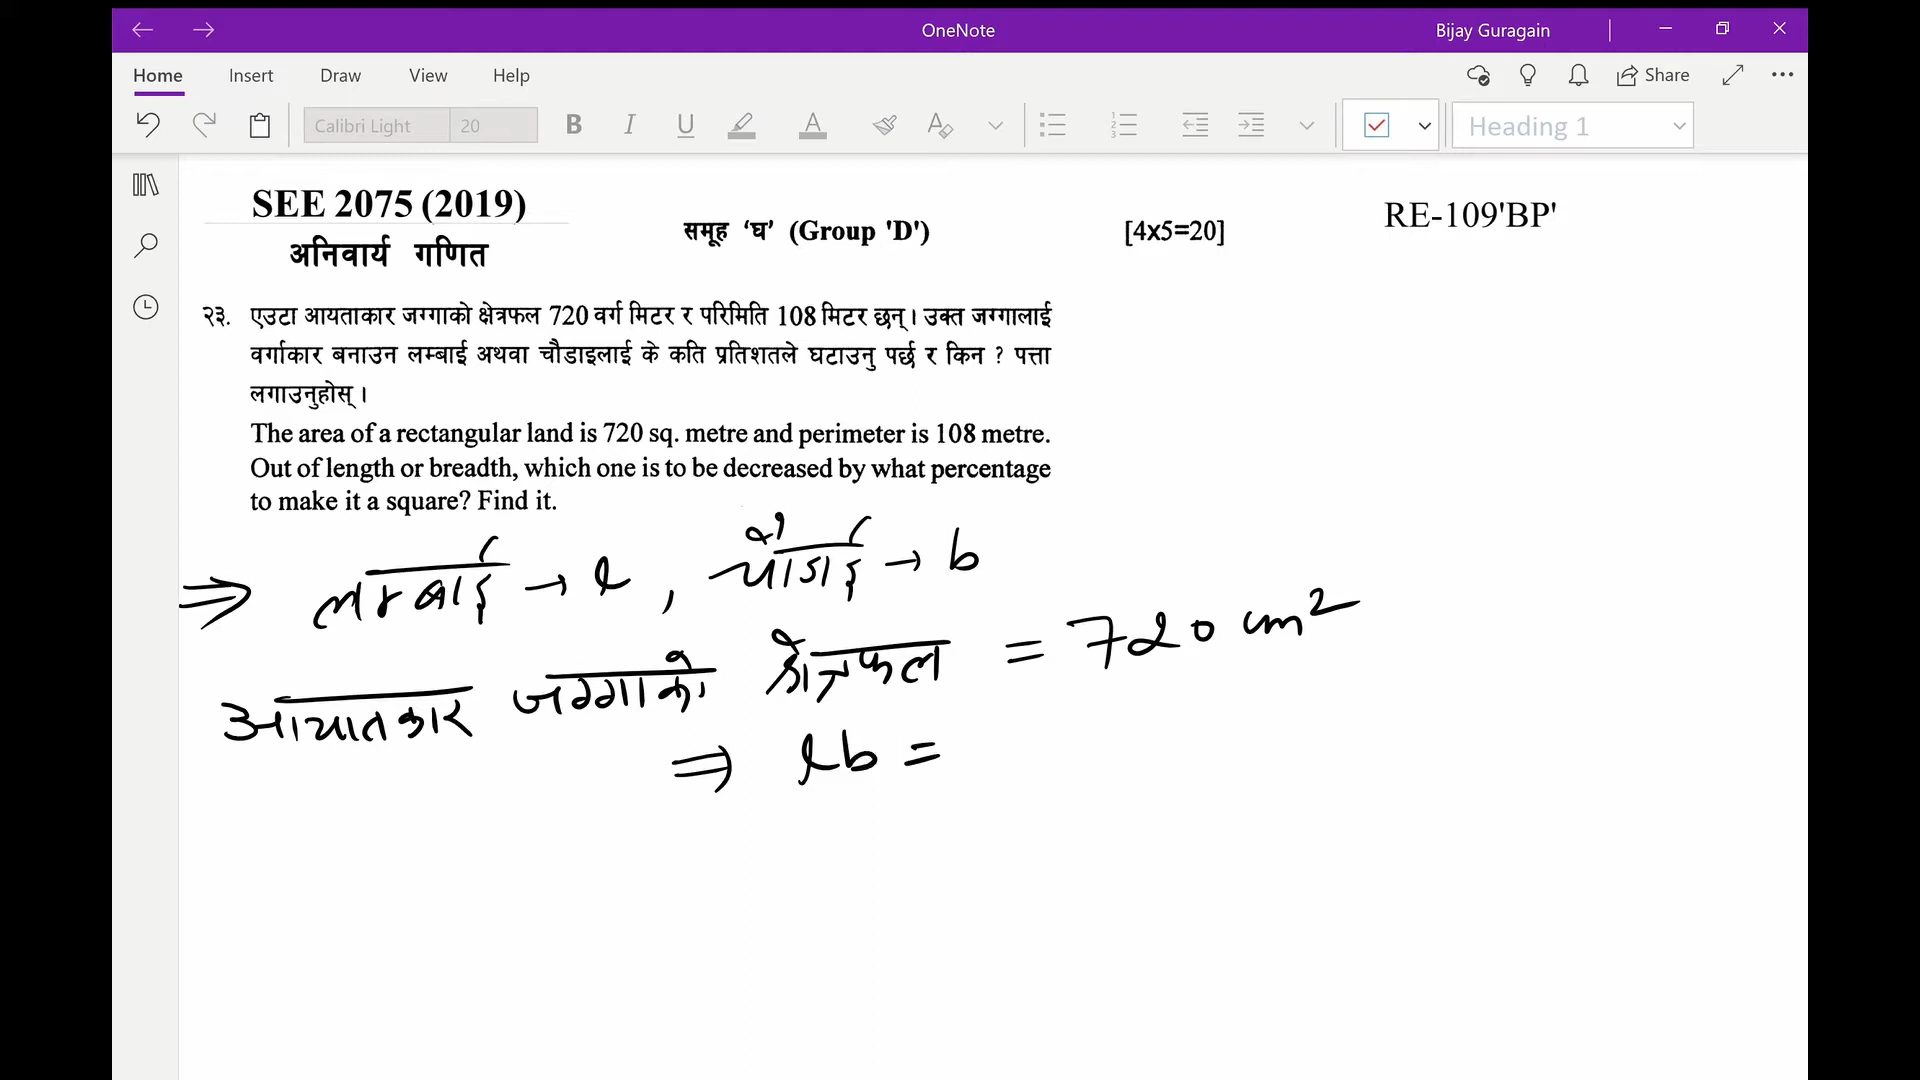 OneNote
Bijay Guragain
Home Insert Draw View Help
Share
Calibri Light 20
B I U A
Heading 1
SEE 2075 (2019)
अनिवार्य गणित
समूह ‘घ’ (Group 'D')
[4x5=20]
RE-109'BP'
२३. एउटा आयताकार जग्गाको क्षेत्रफल 720 वर्ग मिटर र परिमिति 108 मिटर छन्। उक्त जग्गालाई
वर्गाकार बनाउन लम्बाई अथवा चौडाइलाई के कति प्रतिशतले घटाउनु पर्छ र किन ? पत्ता
लगाउनुहोस् ।
The area of a rectangular land is 720 sq. metre and perimeter is 108 metre.
Out of length or breadth, which one is to be decreased by what percentage
to make it a square? Find it.
⇒ लम्बाई → l, चौडाई → b
आयातकार जग्गाको क्षेत्रफल = 720 cm²
⇒ lb =